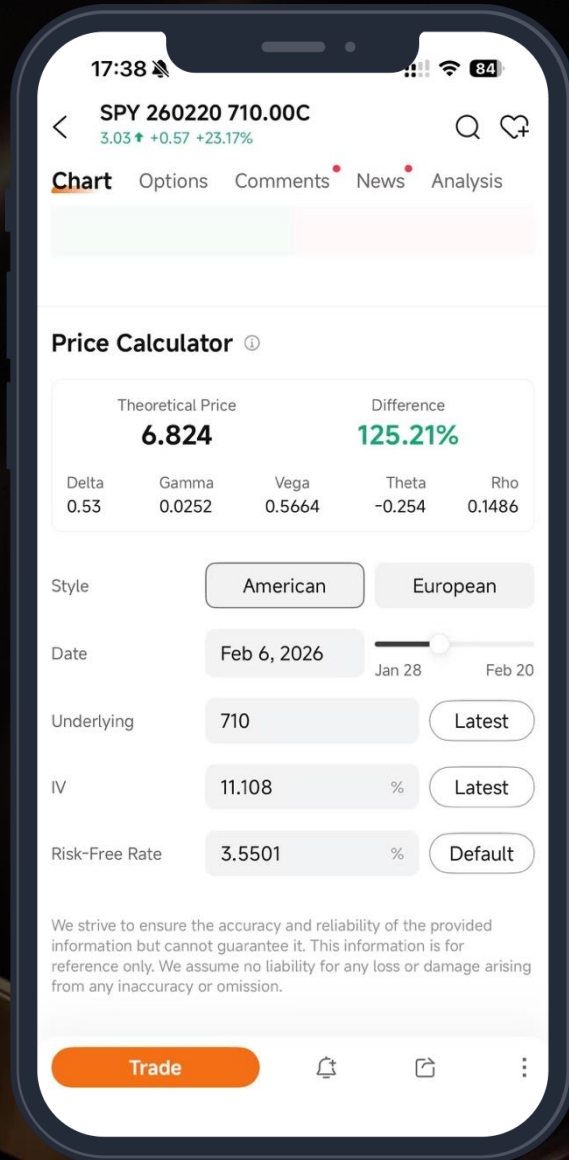 17:38
84
SPY 260220 710.00C
3.03 +0.57 +23.17%
Chart Options Comments News Analysis
Price Calculator
Theoretical Price Difference
6.824 125.21%
Delta Gamma Vega Theta Rho
0.53 0.0252 0.5664 -0.254 0.1486
Style American European
Date Feb 6, 2026
Jan 28 Feb 20
Underlying 710 Latest
IV 11.108 % Latest
Risk-Free Rate 3.5501 % Default
We strive to ensure the accuracy and reliability of the provided
information but cannot guarantee it. This information is for
reference only. We assume no liability for any loss or damage arising
from any inaccuracy or omission.
Trade